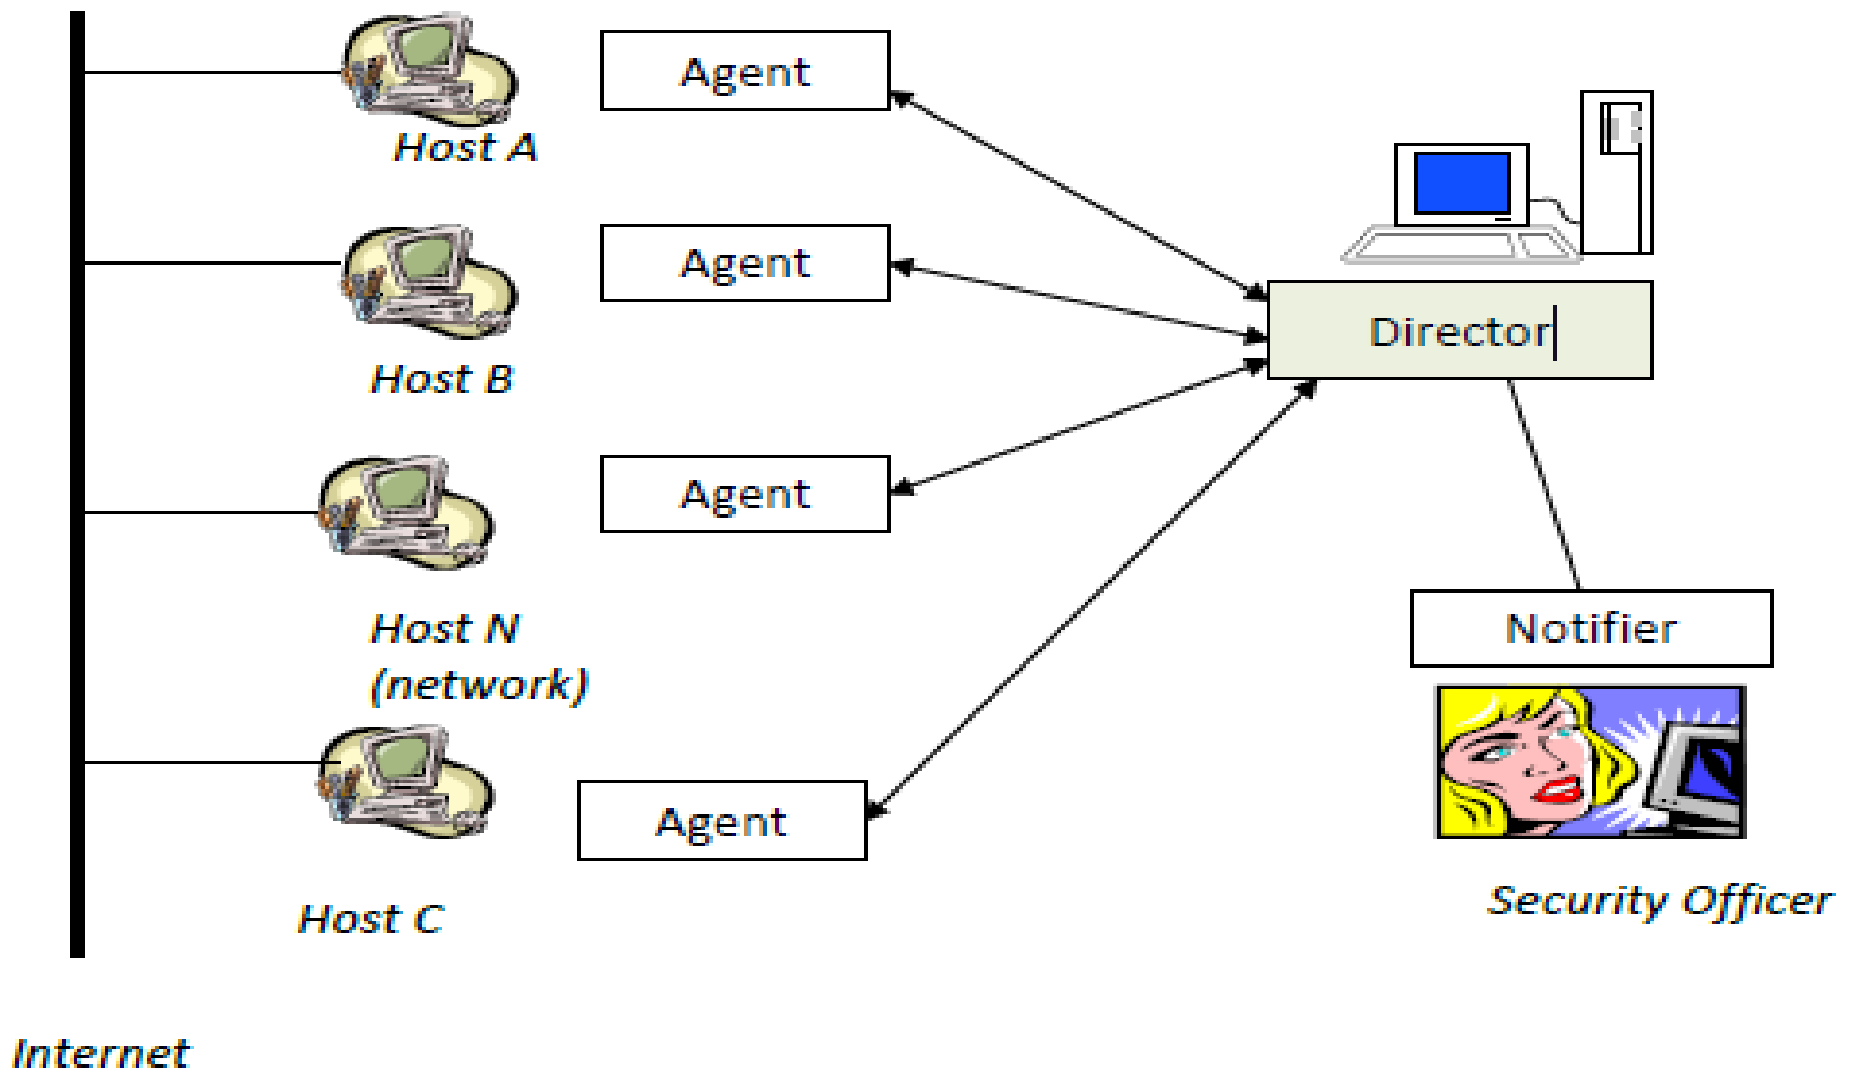 Agent
Host A
Agent
Director
Host B
Agent
Host N
(network)
Notifier
Agent
Host C
Security Officer
Internet